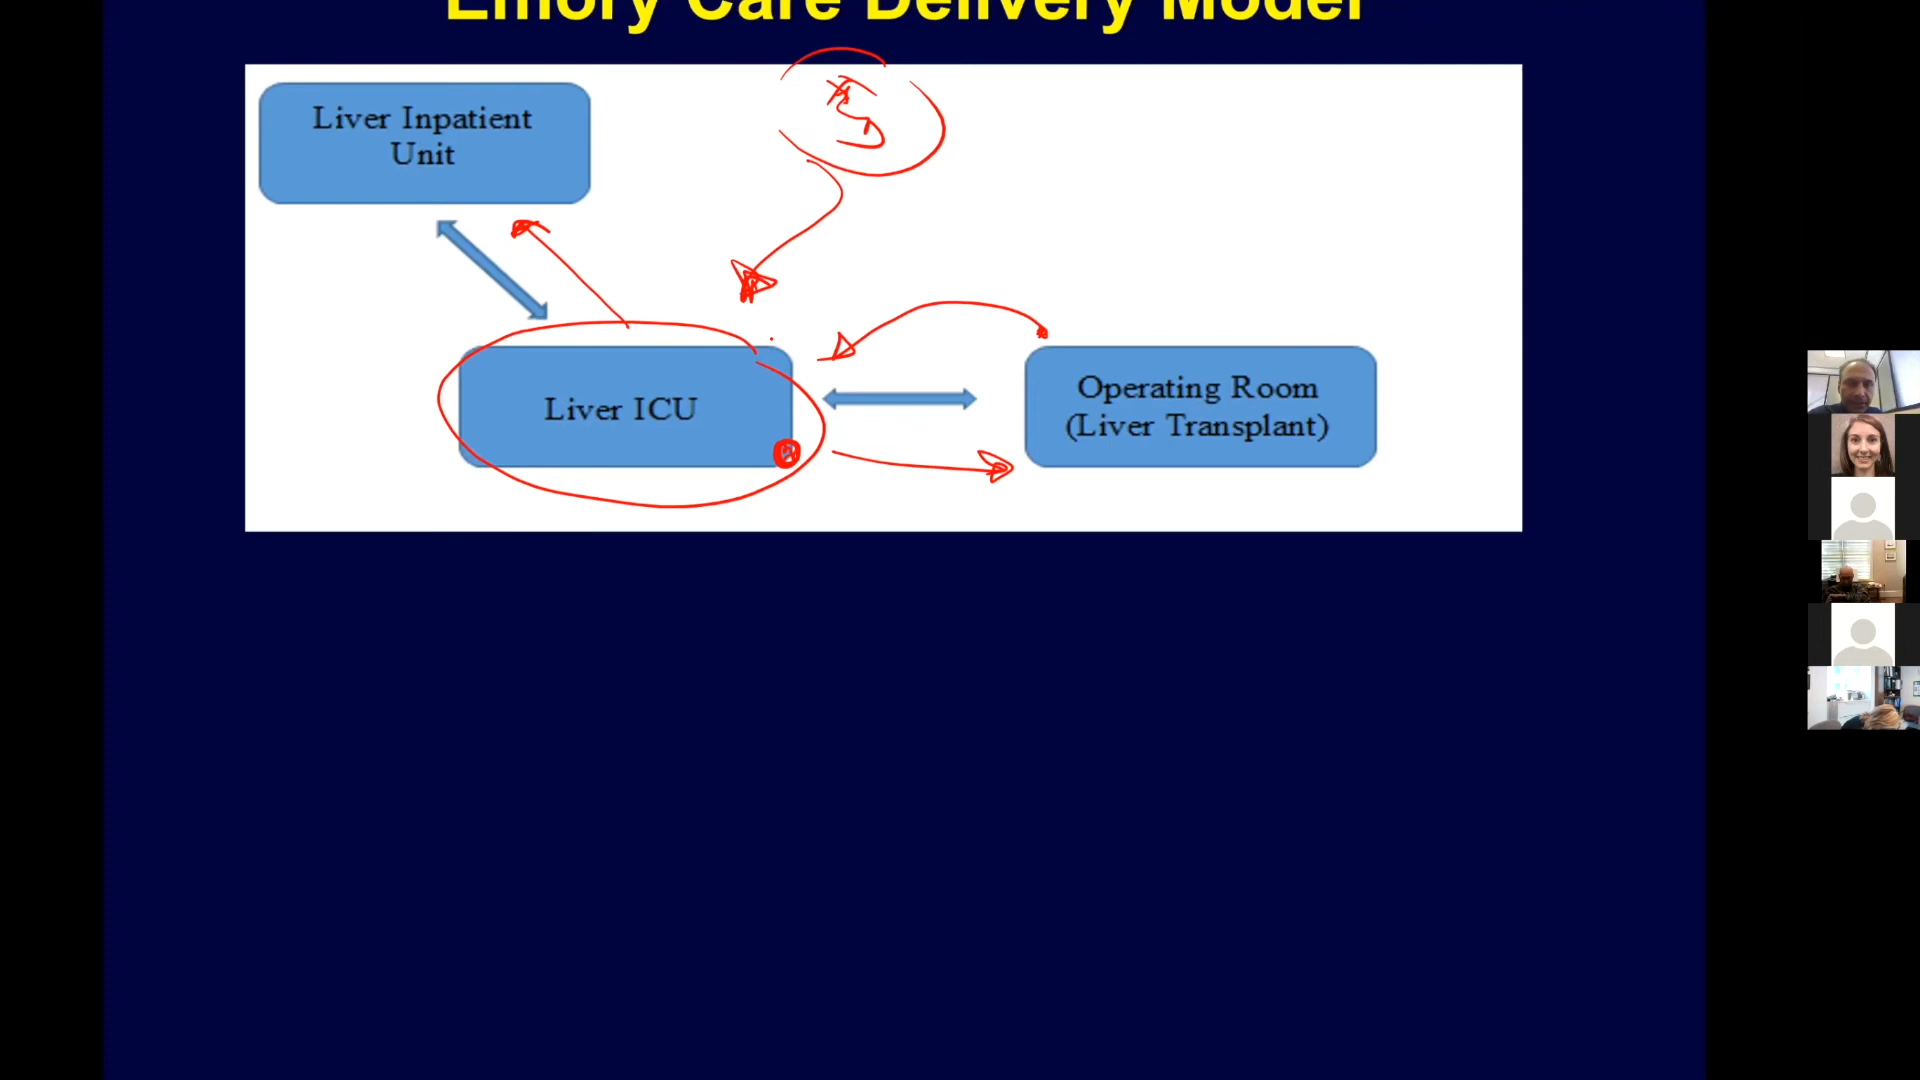 Emory Care Delivery Model
Liver Inpatient
Unit
Liver ICU
Operating Room
(Liver Transplant)